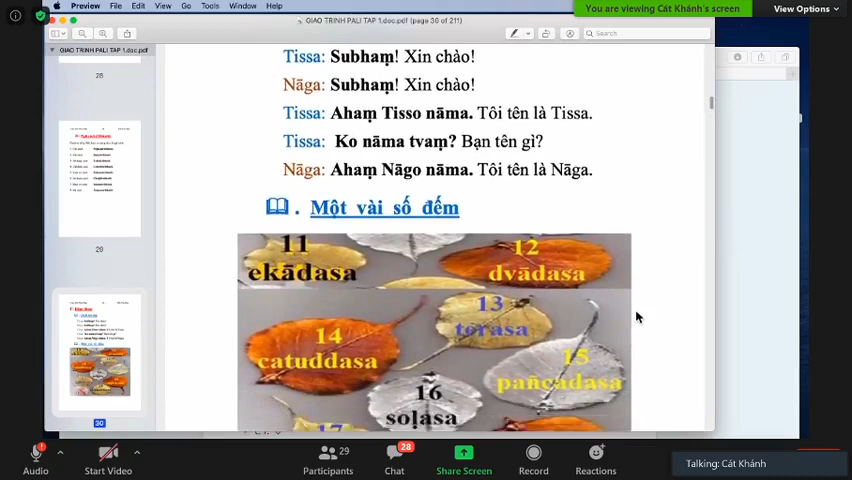 You are viewing Cát Khánh's screen
View Options
Preview File Edit View Go Tools Window Help
GIAO TRINH PALI TAP 1.doc.pdf (page 30 of 211)
Search
GIAO TRINH PALI TAP 1.doc.pdf
28
29
30
Tissa: Subhaṃ! Xin chào!
Nāga: Subhaṃ! Xin chào!
Tissa: Ahaṃ Tisso nāma. Tôi tên là Tissa.
Tissa: Ko nāma tvaṃ? Bạn tên gì?
Nāga: Ahaṃ Nāgo nāma. Tôi tên là Nāga.
. Một vài số đếm
11
ekādasa
12
dvādasa
13
terasa
14
catuddasa
15
pañcadasa
16
soḷasa
17
Audio
Start Video
29
Participants
28
Chat
Share Screen
Record
Reactions
Talking: Cát Khánh